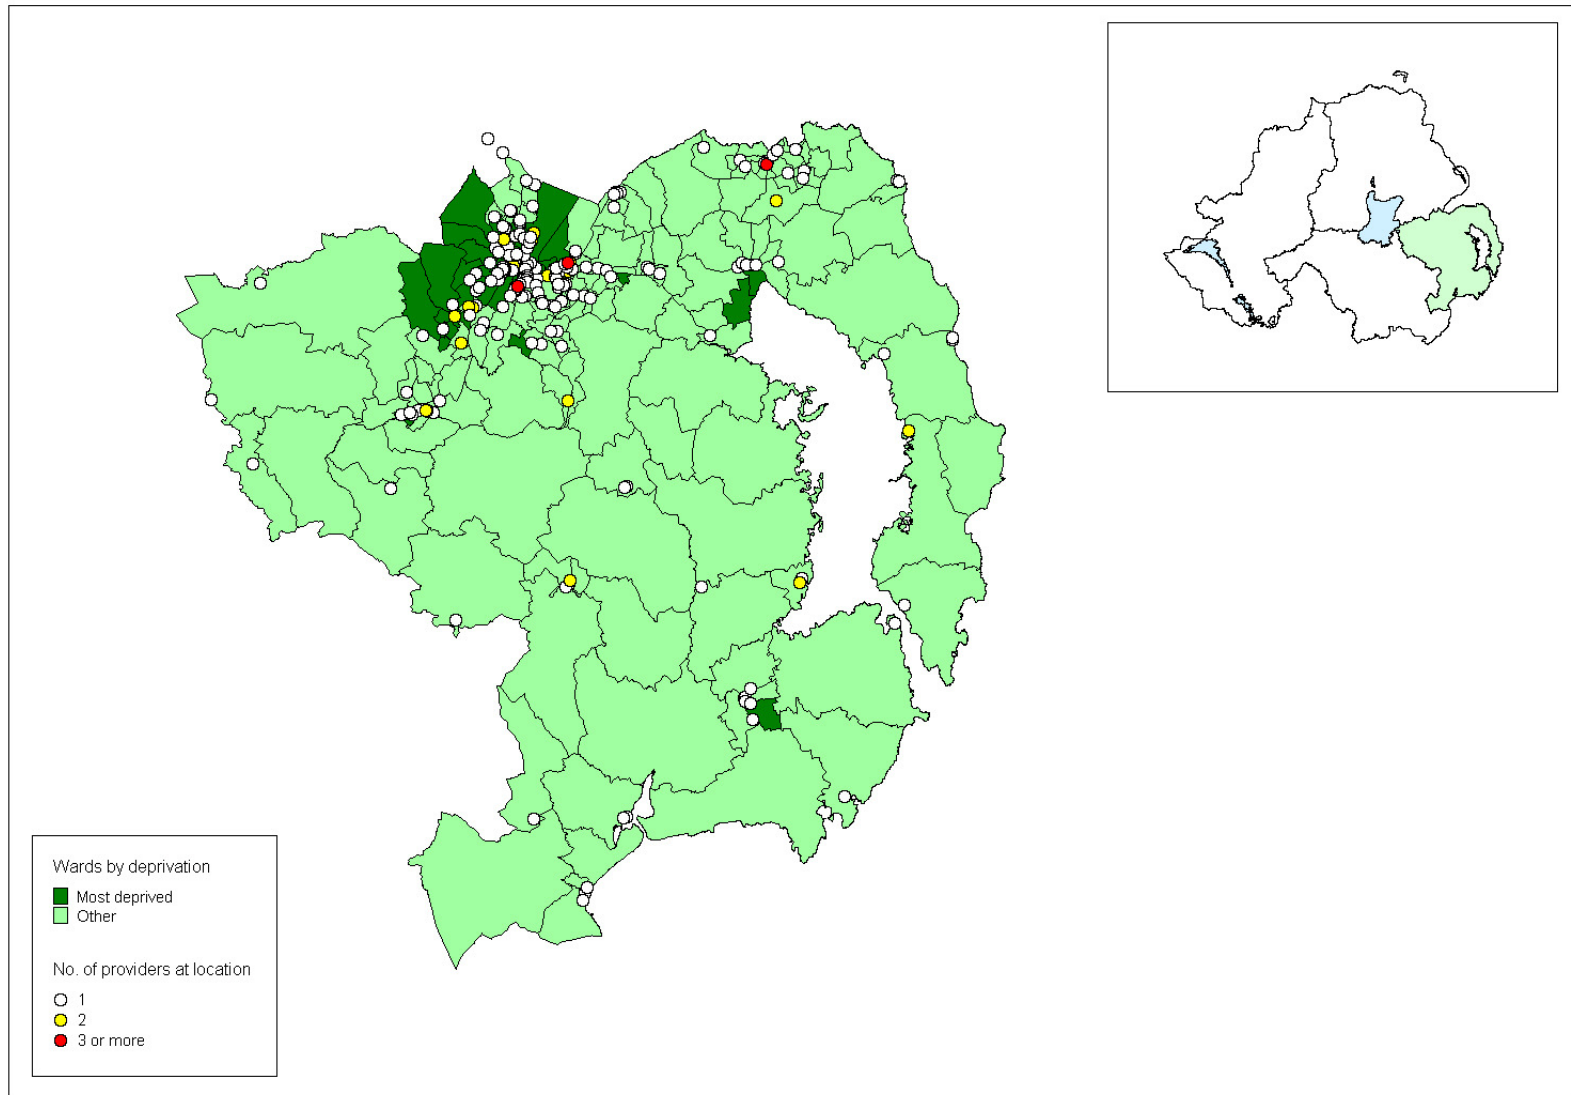 Wards by deprivation
Most deprived
Other
No. of providers at location
1
2
3 or more